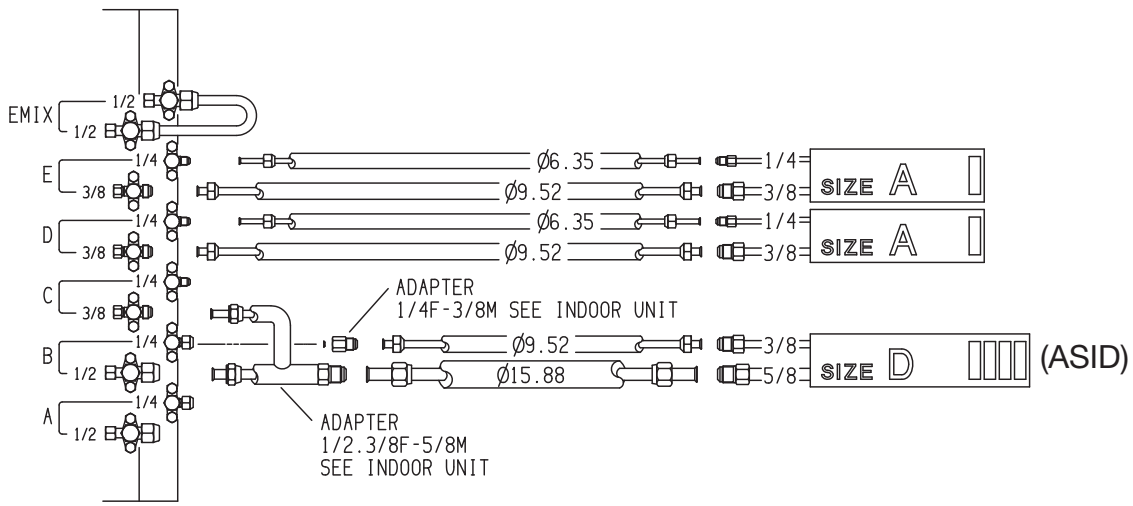 EMIX
1/2
1/2
E
1/4
3/8
Ø6.35
Ø9.52
1/4
3/8
SIZE A
D
1/4
3/8
Ø6.35
Ø9.52
1/4
3/8
SIZE A
C
1/4
3/8
ADAPTER
1/4F-3/8M SEE INDOOR UNIT
B
1/4
1/2
Ø9.52
Ø15.88
3/8
5/8
SIZE D
(ASID)
A
1/4
1/2
ADAPTER
1/2.3/8F-5/8M
SEE INDOOR UNIT